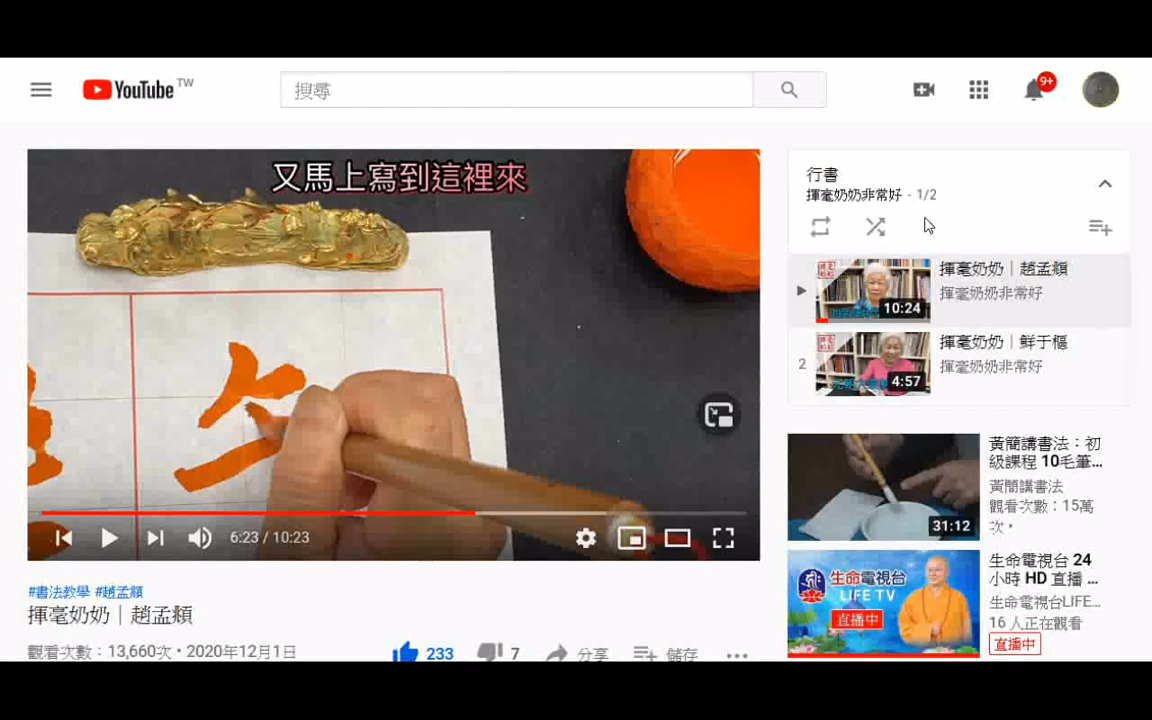 YouTube TW
搜尋
9+
又馬上寫到這裡來
6:23 / 10:23
#書法教學 #趙孟頫
揮毫奶奶｜趙孟頫
觀看次數：13,660次 • 2020年12月1日
233
7
分享
儲存
行書
揮毫奶奶非常好 - 1/2
10:24
揮毫奶奶｜趙孟頫
揮毫奶奶非常好
2
4:57
揮毫奶奶｜鮮于樞
揮毫奶奶非常好
31:12
黃簡講書法：初
級課程 10毛筆...
黃簡講書法
觀看次數：15萬
次 •
生命電視台
LIFE TV
直播中
生命電視台 24
小時 HD 直播 ...
生命電視台LIFE...
16 人正在觀看
直播中